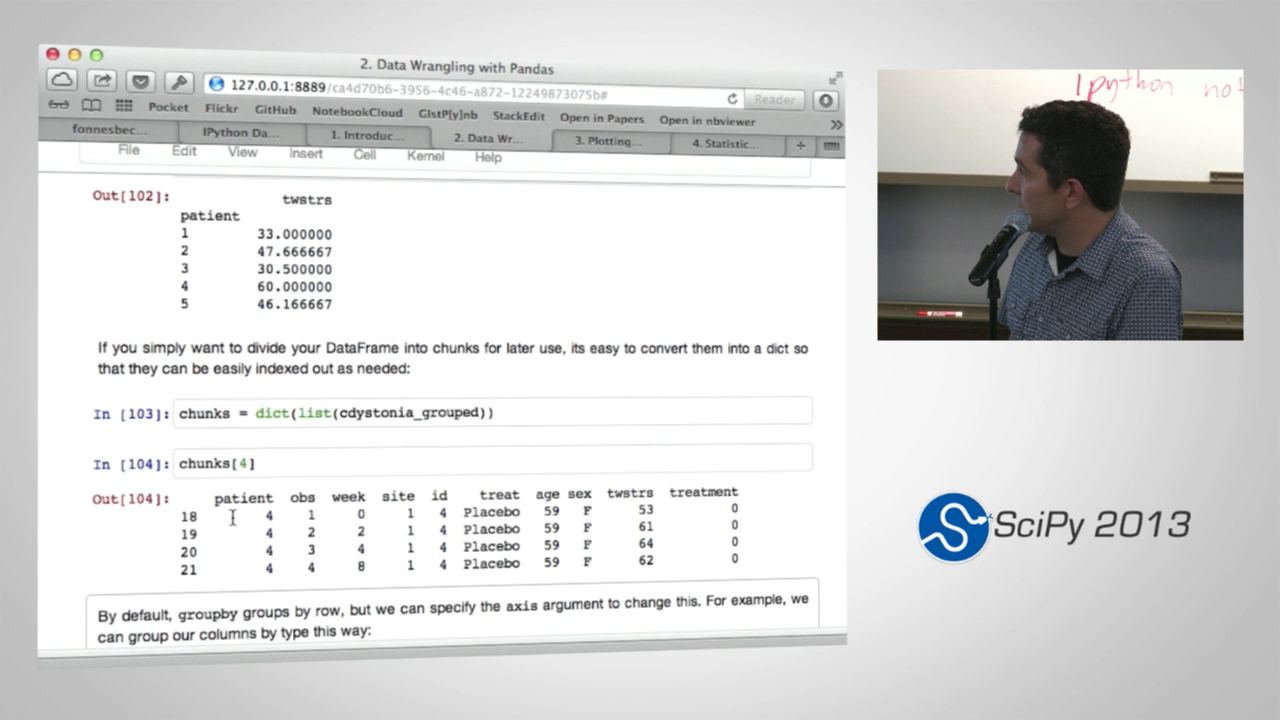 2. Data Wrangling with Pandas
127.0.0.1:8889/ca4d70b6-3956-4c46-a872-12249873075b#
Reader
Pocket Flickr GitHub NotebookCloud GIstP[y]nb StackEdit Open in Papers Open in nbviewer
fonnesbec... IPython Da... 1. Introduc... 2. Data Wr... 3. Plotting... 4. Statistic...
File Edit View Insert Cell Kernel Help
Out[102]: twstrs
patient
1 33.000000
2 47.666667
3 30.500000
4 60.000000
5 46.166667
If you simply want to divide your DataFrame into chunks for later use, its easy to convert them into a dict so
that they can be easily indexed out as needed:
In [103]: chunks = dict(list(cdystonia_grouped))
In [104]: chunks[4]
Out[104]: patient obs week site id treat age sex twstrs treatment
18 4 1 0 1 4 Placebo 59 F 53 0
19 4 2 2 1 4 Placebo 59 F 61 0
20 4 3 4 1 4 Placebo 59 F 64 0
21 4 4 8 1 4 Placebo 59 F 62 0
By default, groupby groups by row, but we can specify the axis argument to change this. For example, we
can group our columns by type this way:
Ipython not
SciPy 2013